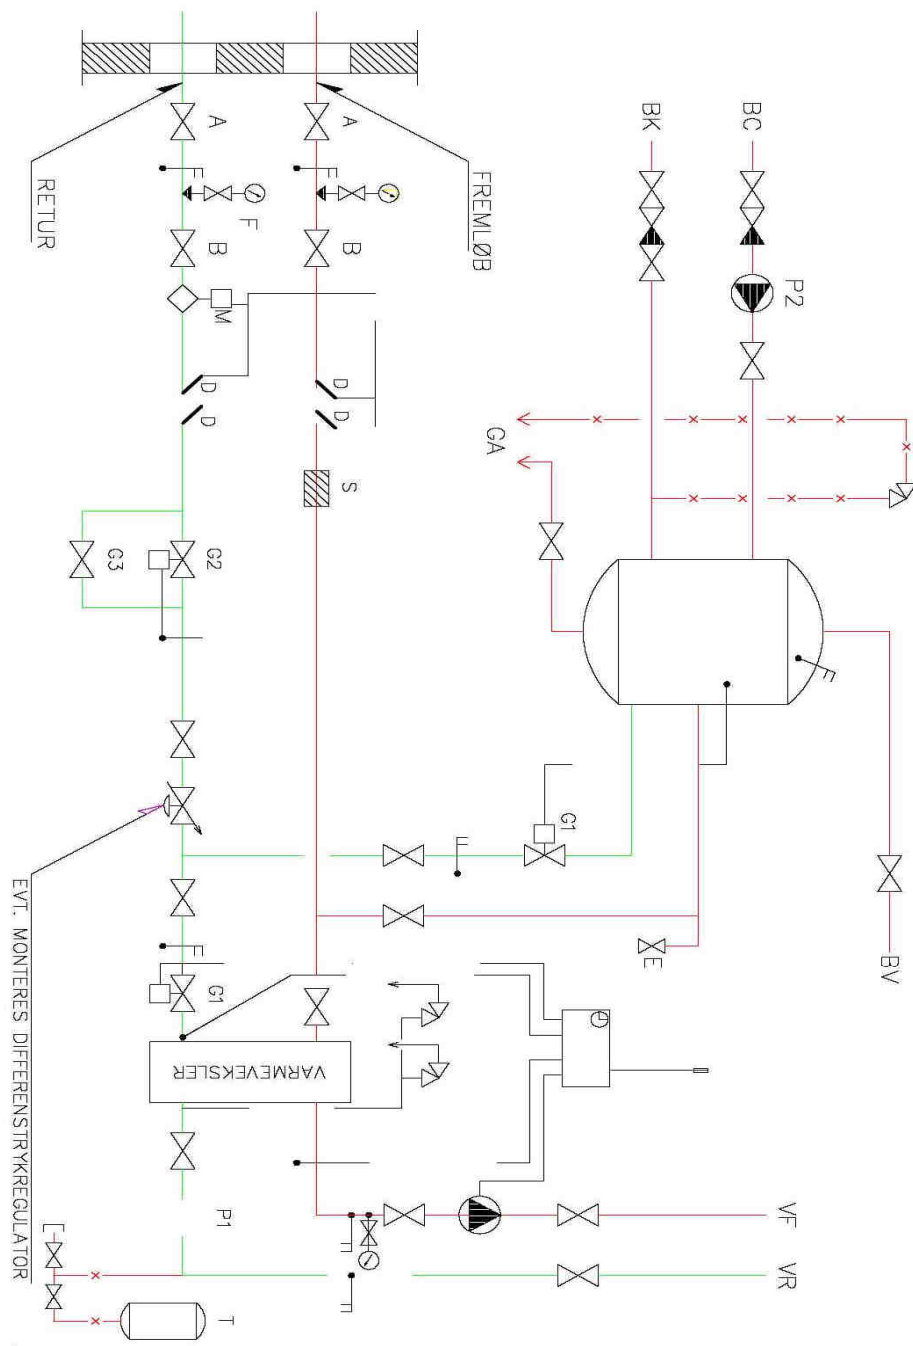 BK
BC
A
A
F
F
RETUR
F
FREMLØB
B
B
P2
M
D
D
D
D
GA
S
G3
G2
F
G1
F
EVT. MONTERES DIFFERENSTRYKREGULATOR
F
E
BV
G1
VARMEVEKSLER
P1
VF
F
VR
F
T